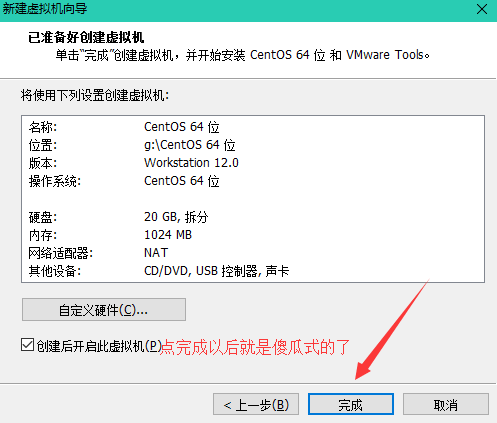 新建虚拟机向导
已准备好创建虚拟机
单击“完成”创建虚拟机，并开始安装 CentOS 64 位 和 VMware Tools。
将使用下列设置创建虚拟机:
名称: CentOS 64 位
位置: g:\CentOS 64 位
版本: Workstation 12.0
操作系统: CentOS 64 位
硬盘: 20 GB, 拆分
内存: 1024 MB
网络适配器: NAT
其他设备: CD/DVD, USB 控制器, 声卡
自定义硬件(C)...
创建后开启此虚拟机(P) 点完成以后就是傻瓜式的了
< 上一步(B) 完成 取消